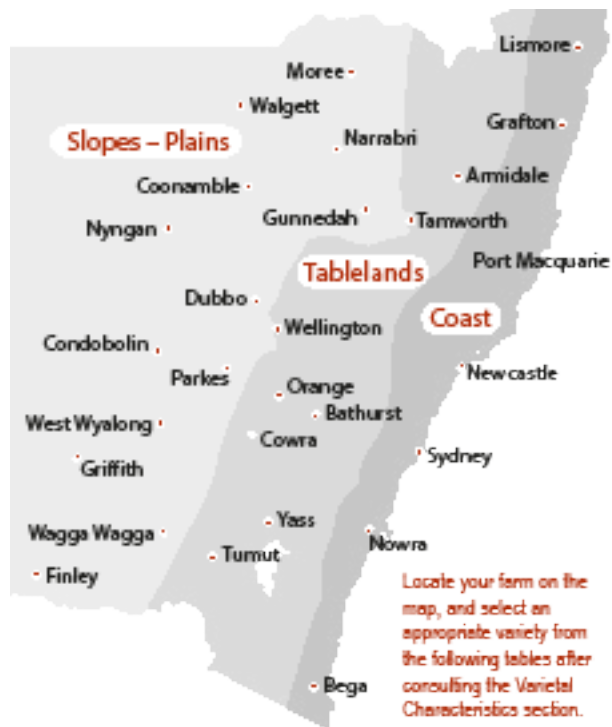 Lismore
Moree
Walgett
Grafton
Slopes – Plains
Narrabri
Armidale
Coonamble
Gunnedah
Tamworth
Nyngan
Port Macquarie
Tablelands
Dubbo
Coast
Wellington
Condobolin
Parkes
Newcastle
Orange
Bathurst
West Wyalong
Cowra
Sydney
Griffith
Yass
Wagga Wagga
Nowra
Tumut
Finley
Locate your farm on the
map, and select an
appropriate variety from
the following tables after
consulting the Varietal
Characteristics section.
Bega